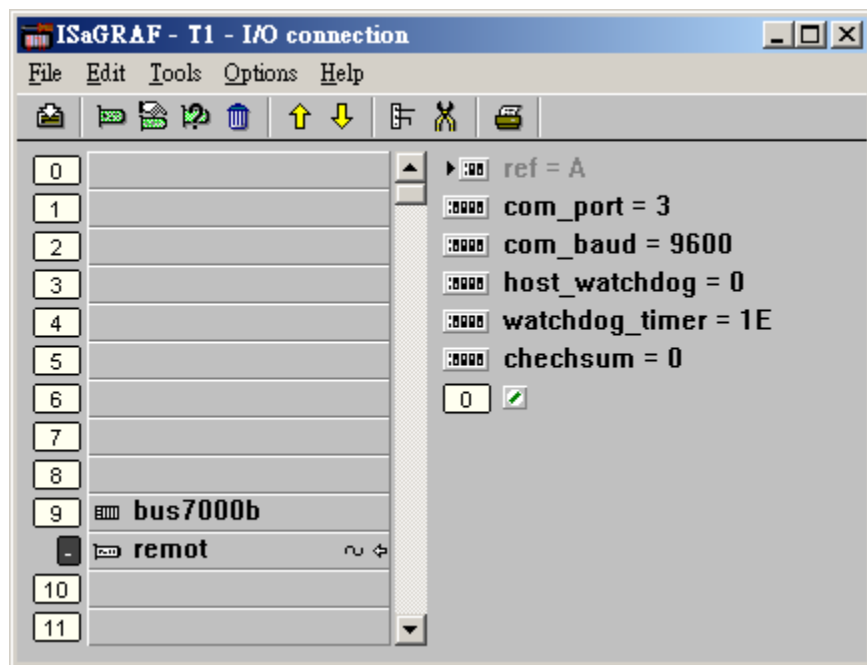 ISaGRAF - T1 - I/O connection
File Edit Tools Options Help
0
1
2
3
4
5
6
7
8
9 bus7000b
- remot
10
11
ref = A
com_port = 3
com_baud = 9600
host_watchdog = 0
watchdog_timer = 1E
chechsum = 0
0